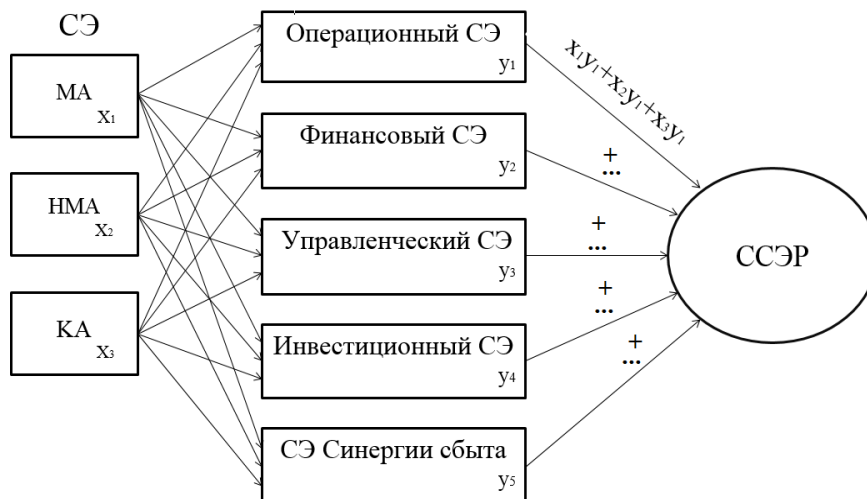 СЭ
МА
X₁
НМА
X₂
КА
X₃
Операционный СЭ
y₁
Финансовый СЭ
y₂
Управленческий СЭ
y₃
Инвестиционный СЭ
y₄
СЭ Синергии сбыта
y₅
x₁y₁+x₂y₁+x₃y₁
+
...
+
...
+
...
+
...
ССЭР